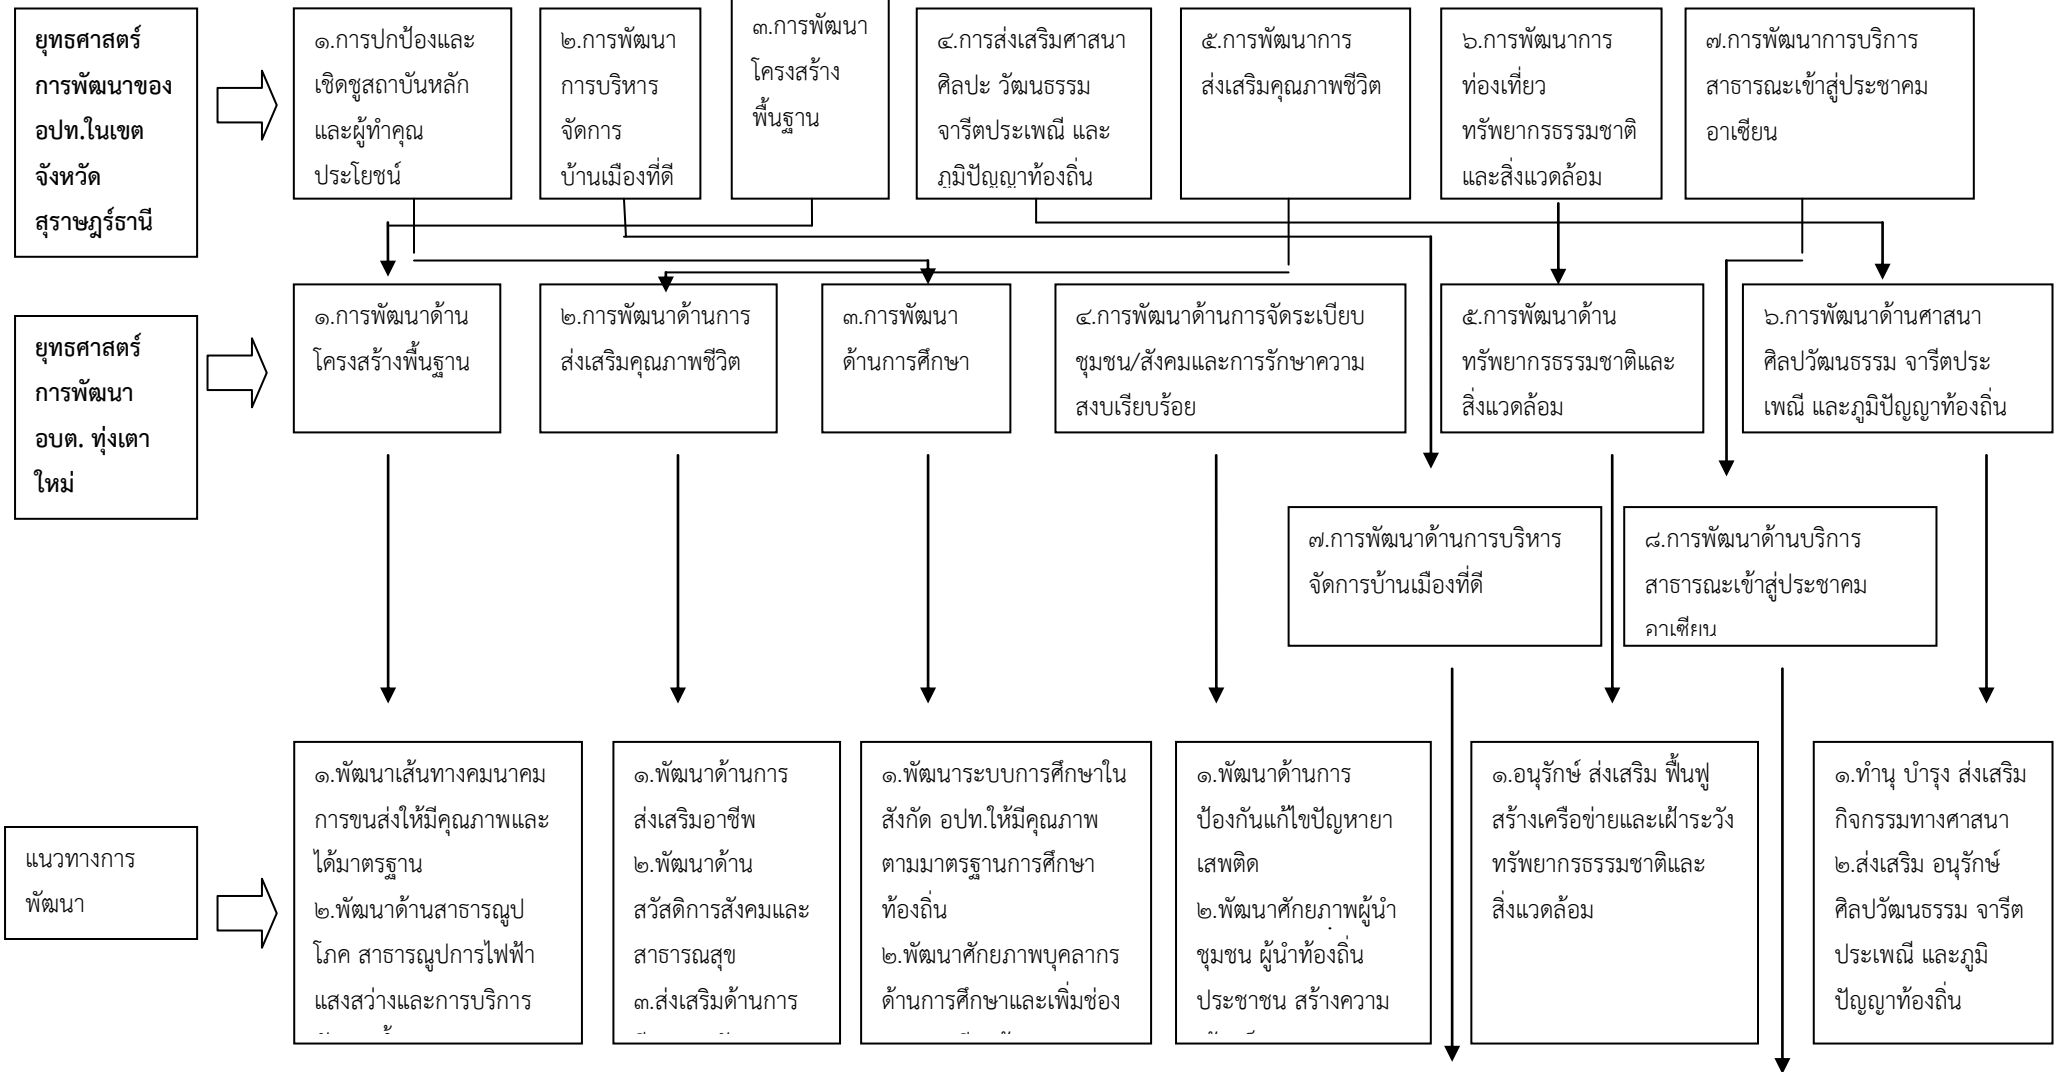 ยุทธศาสตร์
การพัฒนาของ
อปท.ในเขต
จังหวัด
สุราษฎร์ธานี
๑.การปกป้องและ
เชิดชูสถาบันหลัก
และผู้ทำคุณ
ประโยชน์
๒.การพัฒนา
การบริหาร
จัดการ
บ้านเมืองที่ดี
๓.การพัฒนา
โครงสร้าง
พื้นฐาน
๔.การส่งเสริมศาสนา
ศิลปะ วัฒนธรรม
จารีตประเพณี และ
ภูมิปัญญาท้องถิ่น
๕.การพัฒนาการ
ส่งเสริมคุณภาพชีวิต
๖.การพัฒนาการ
ท่องเที่ยว
ทรัพยากรธรรมชาติ
และสิ่งแวดล้อม
๗.การพัฒนาการบริการ
สาธารณะเข้าสู่ประชาคม
อาเซียน
ยุทธศาสตร์
การพัฒนา
อบต. ทุ่งเตา
ใหม่
๑.การพัฒนาด้าน
โครงสร้างพื้นฐาน
๒.การพัฒนาด้านการ
ส่งเสริมคุณภาพชีวิต
๓.การพัฒนา
ด้านการศึกษา
๔.การพัฒนาด้านการจัดระเบียบ
ชุมชน/สังคมและการรักษาความ
สงบเรียบร้อย
๕.การพัฒนาด้าน
ทรัพยากรธรรมชาติและ
สิ่งแวดล้อม
๖.การพัฒนาด้านศาสนา
ศิลปวัฒนธรรม จารีตประ
เพณี และภูมิปัญญาท้องถิ่น
๗.การพัฒนาด้านการบริหาร
จัดการบ้านเมืองที่ดี
๘.การพัฒนาด้านบริการ
สาธารณะเข้าสู่ประชาคม
อาเซียน
แนวทางการ
พัฒนา
๑.พัฒนาเส้นทางคมนาคม
การขนส่งให้มีคุณภาพและ
ได้มาตรฐาน
๒.พัฒนาด้านสาธารณูป
โภค สาธารณูปการไฟฟ้า
แสงสว่างและการบริการ
๑.พัฒนาด้านการ
ส่งเสริมอาชีพ
๒.พัฒนาด้าน
สวัสดิการสังคมและ
สาธารณสุข
๓.ส่งเสริมด้านการ
๑.พัฒนาระบบการศึกษาใน
สังกัด อปท.ให้มีคุณภาพ
ตามมาตรฐานการศึกษา
ท้องถิ่น
๒.พัฒนาศักยภาพบุคลากร
ด้านการศึกษาและเพิ่มช่อง
๑.พัฒนาด้านการ
ป้องกันแก้ไขปัญหายา
เสพติด
๒.พัฒนาศักยภาพผู้นำ
ชุมชน ผู้นำท้องถิ่น
ประชาชน สร้างความ
๑.อนุรักษ์ ส่งเสริม ฟื้นฟู
สร้างเครือข่ายและเฝ้าระวัง
ทรัพยากรธรรมชาติและ
สิ่งแวดล้อม
๑.ทำนุ บำรุง ส่งเสริม
กิจกรรมทางศาสนา
๒.ส่งเสริม อนุรักษ์
ศิลปวัฒนธรรม จารีต
ประเพณี และภูมิ
ปัญญาท้องถิ่น